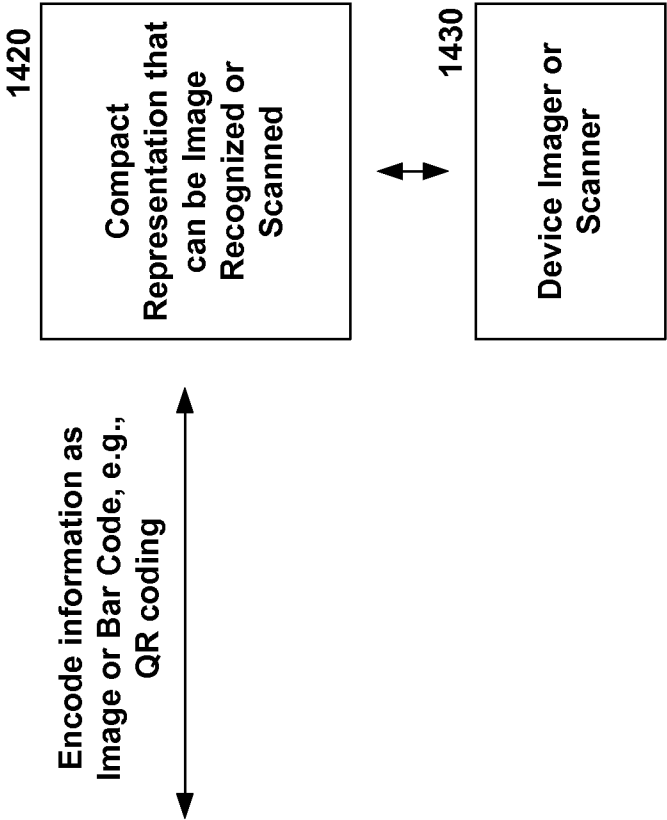 Encode information as
Image or Bar Code, e.g.,
QR coding
1420
Compact
Representation that
can be Image
Recognized or
Scanned
1430
Device Imager or
Scanner